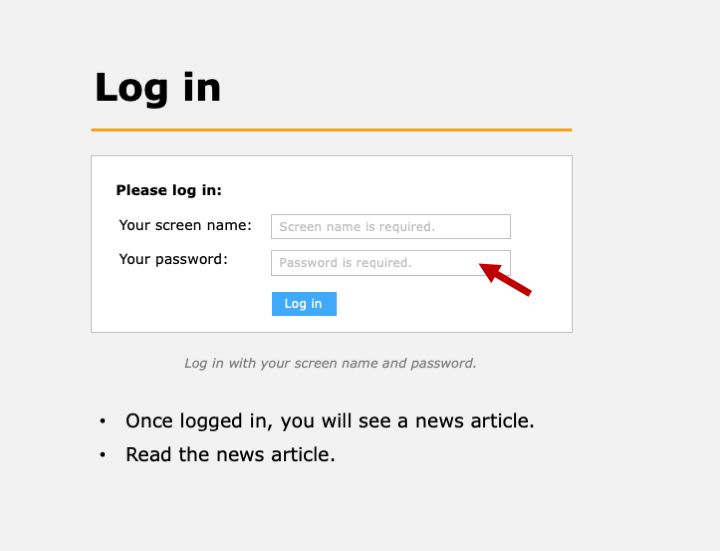 Log in
Please log in:
Your screen name: Screen name is required.
Your password: Password is required.
Log in
Log in with your screen name and password.
• Once logged in, you will see a news article.
• Read the news article.